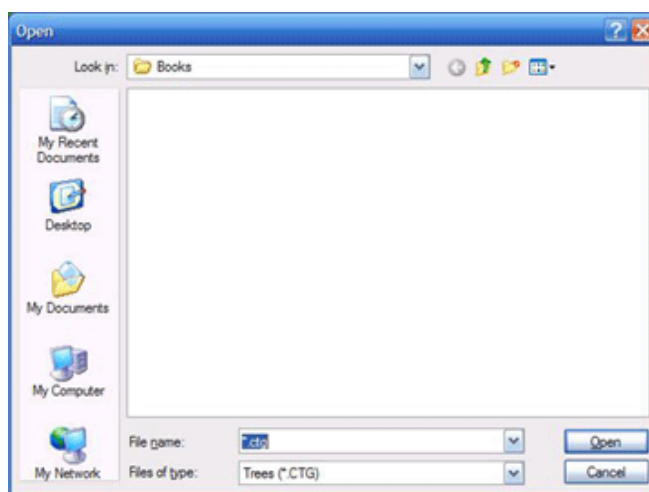 Open
Look in: Books
My Recent
Documents
Desktop
My Documents
My Computer
My Network
File name: *.ctg Open
Files of type: Trees (*.CTG) Cancel